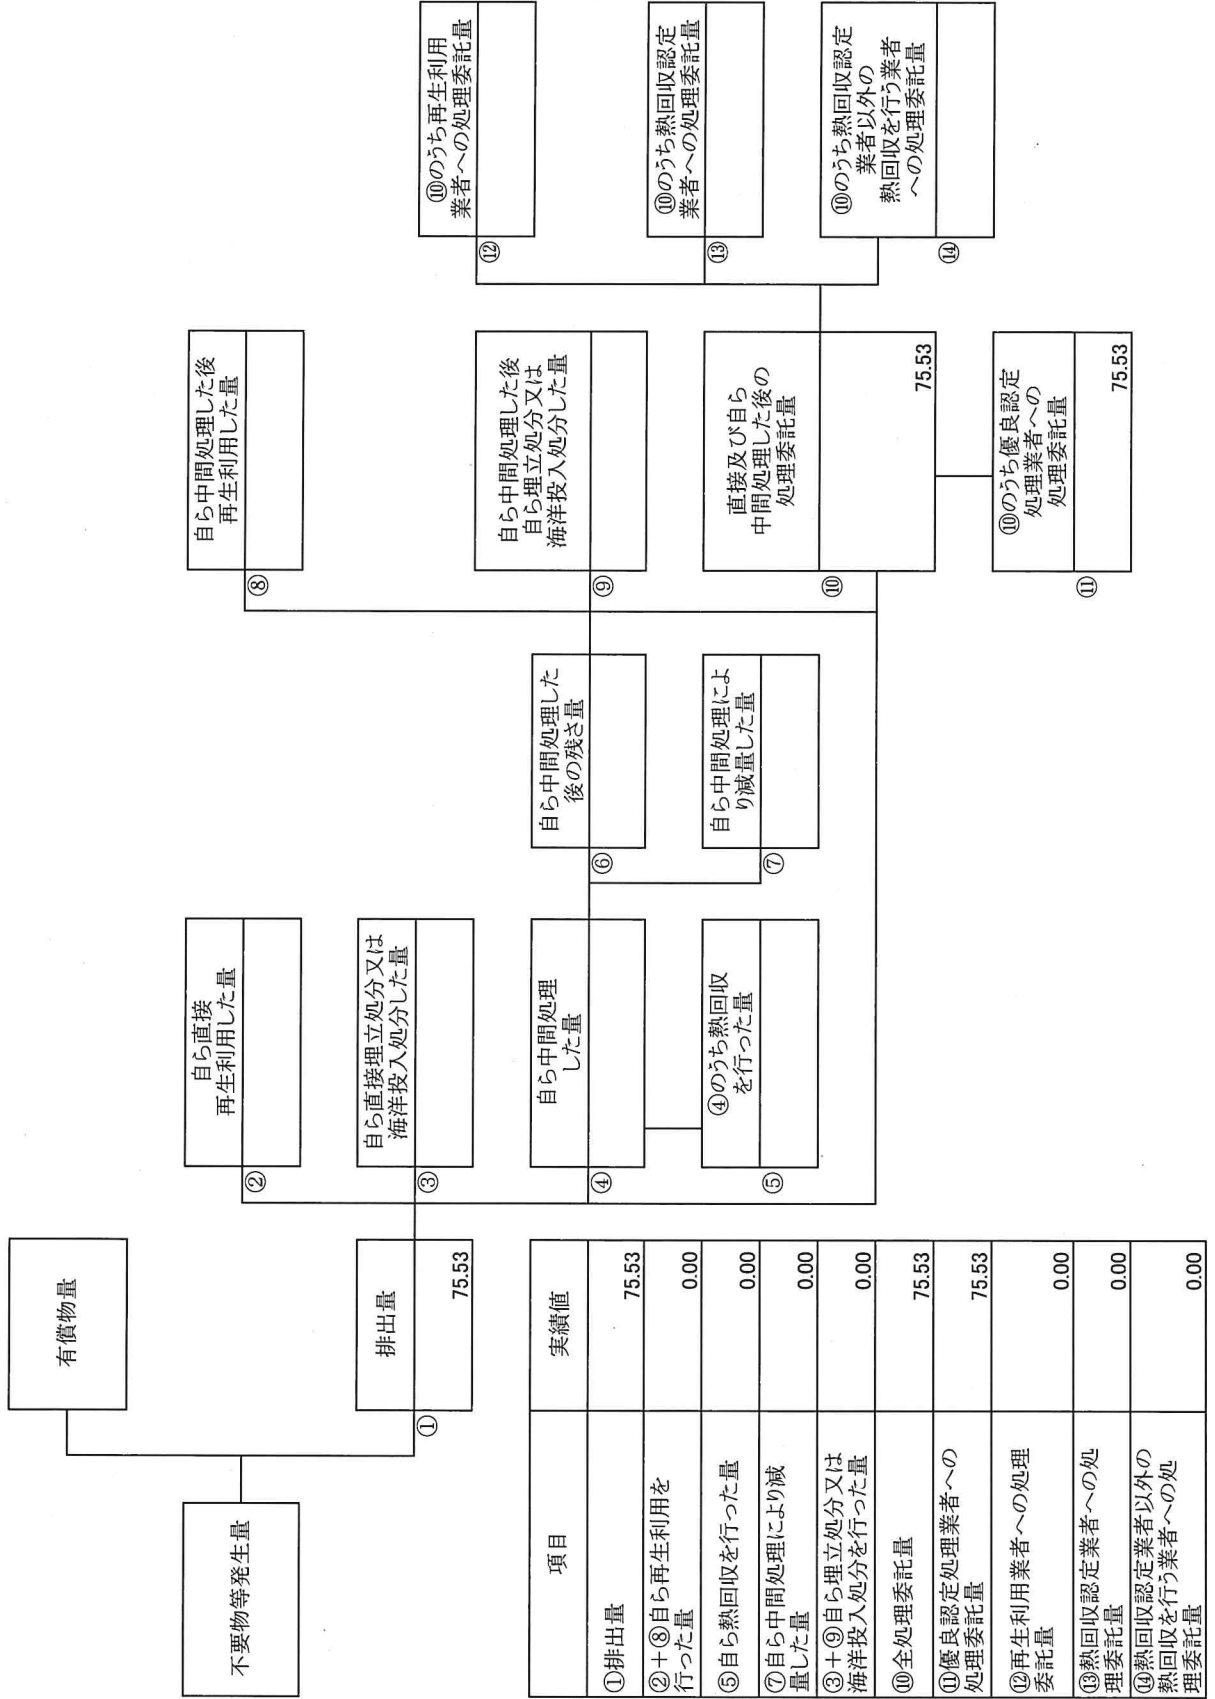 不要物等発生量
有償物量
①
排出量
75.53
②
自ら直接
再生利用した量
③
自ら直接埋立処分又は
海洋投入処分した量
④
自ら中間処理
した量
⑤
④のうち熱回収
を行った量
⑥
自ら中間処理した
後の残さ量
⑦
自ら中間処理によ
り減量した量
⑧
自ら中間処理した後
再生利用した量
⑨
自ら中間処理した後
自ら埋立処分又は
海洋投入処分した量
⑩
直接及び自ら
中間処理した後の
処理委託量
75.53
⑪
⑩のうち優良認定
処理業者への
処理委託量
75.53
⑫
⑩のうち再生利用
業者への処理委託量
⑬
⑩のうち熱回収認定
業者への処理委託量
⑭
⑩のうち熱回収認定
業者以外の
熱回収を行う業者
への処理委託量
項目
実績値
①排出量
75.53
②+⑧自ら再生利用を
行った量
0.00
⑤自ら熱回収を行った量
0.00
⑦自ら中間処理により減
量した量
0.00
③+⑨自ら埋立処分又は
海洋投入処分を行った量
0.00
⑩全処理委託量
75.53
⑪優良認定処理業者への
処理委託量
75.53
⑫再生利用業者への処理
委託量
0.00
⑬熱回収認定業者への処
理委託量
0.00
⑭熱回収認定業者以外の
熱回収を行う業者への処
理委託量
0.00